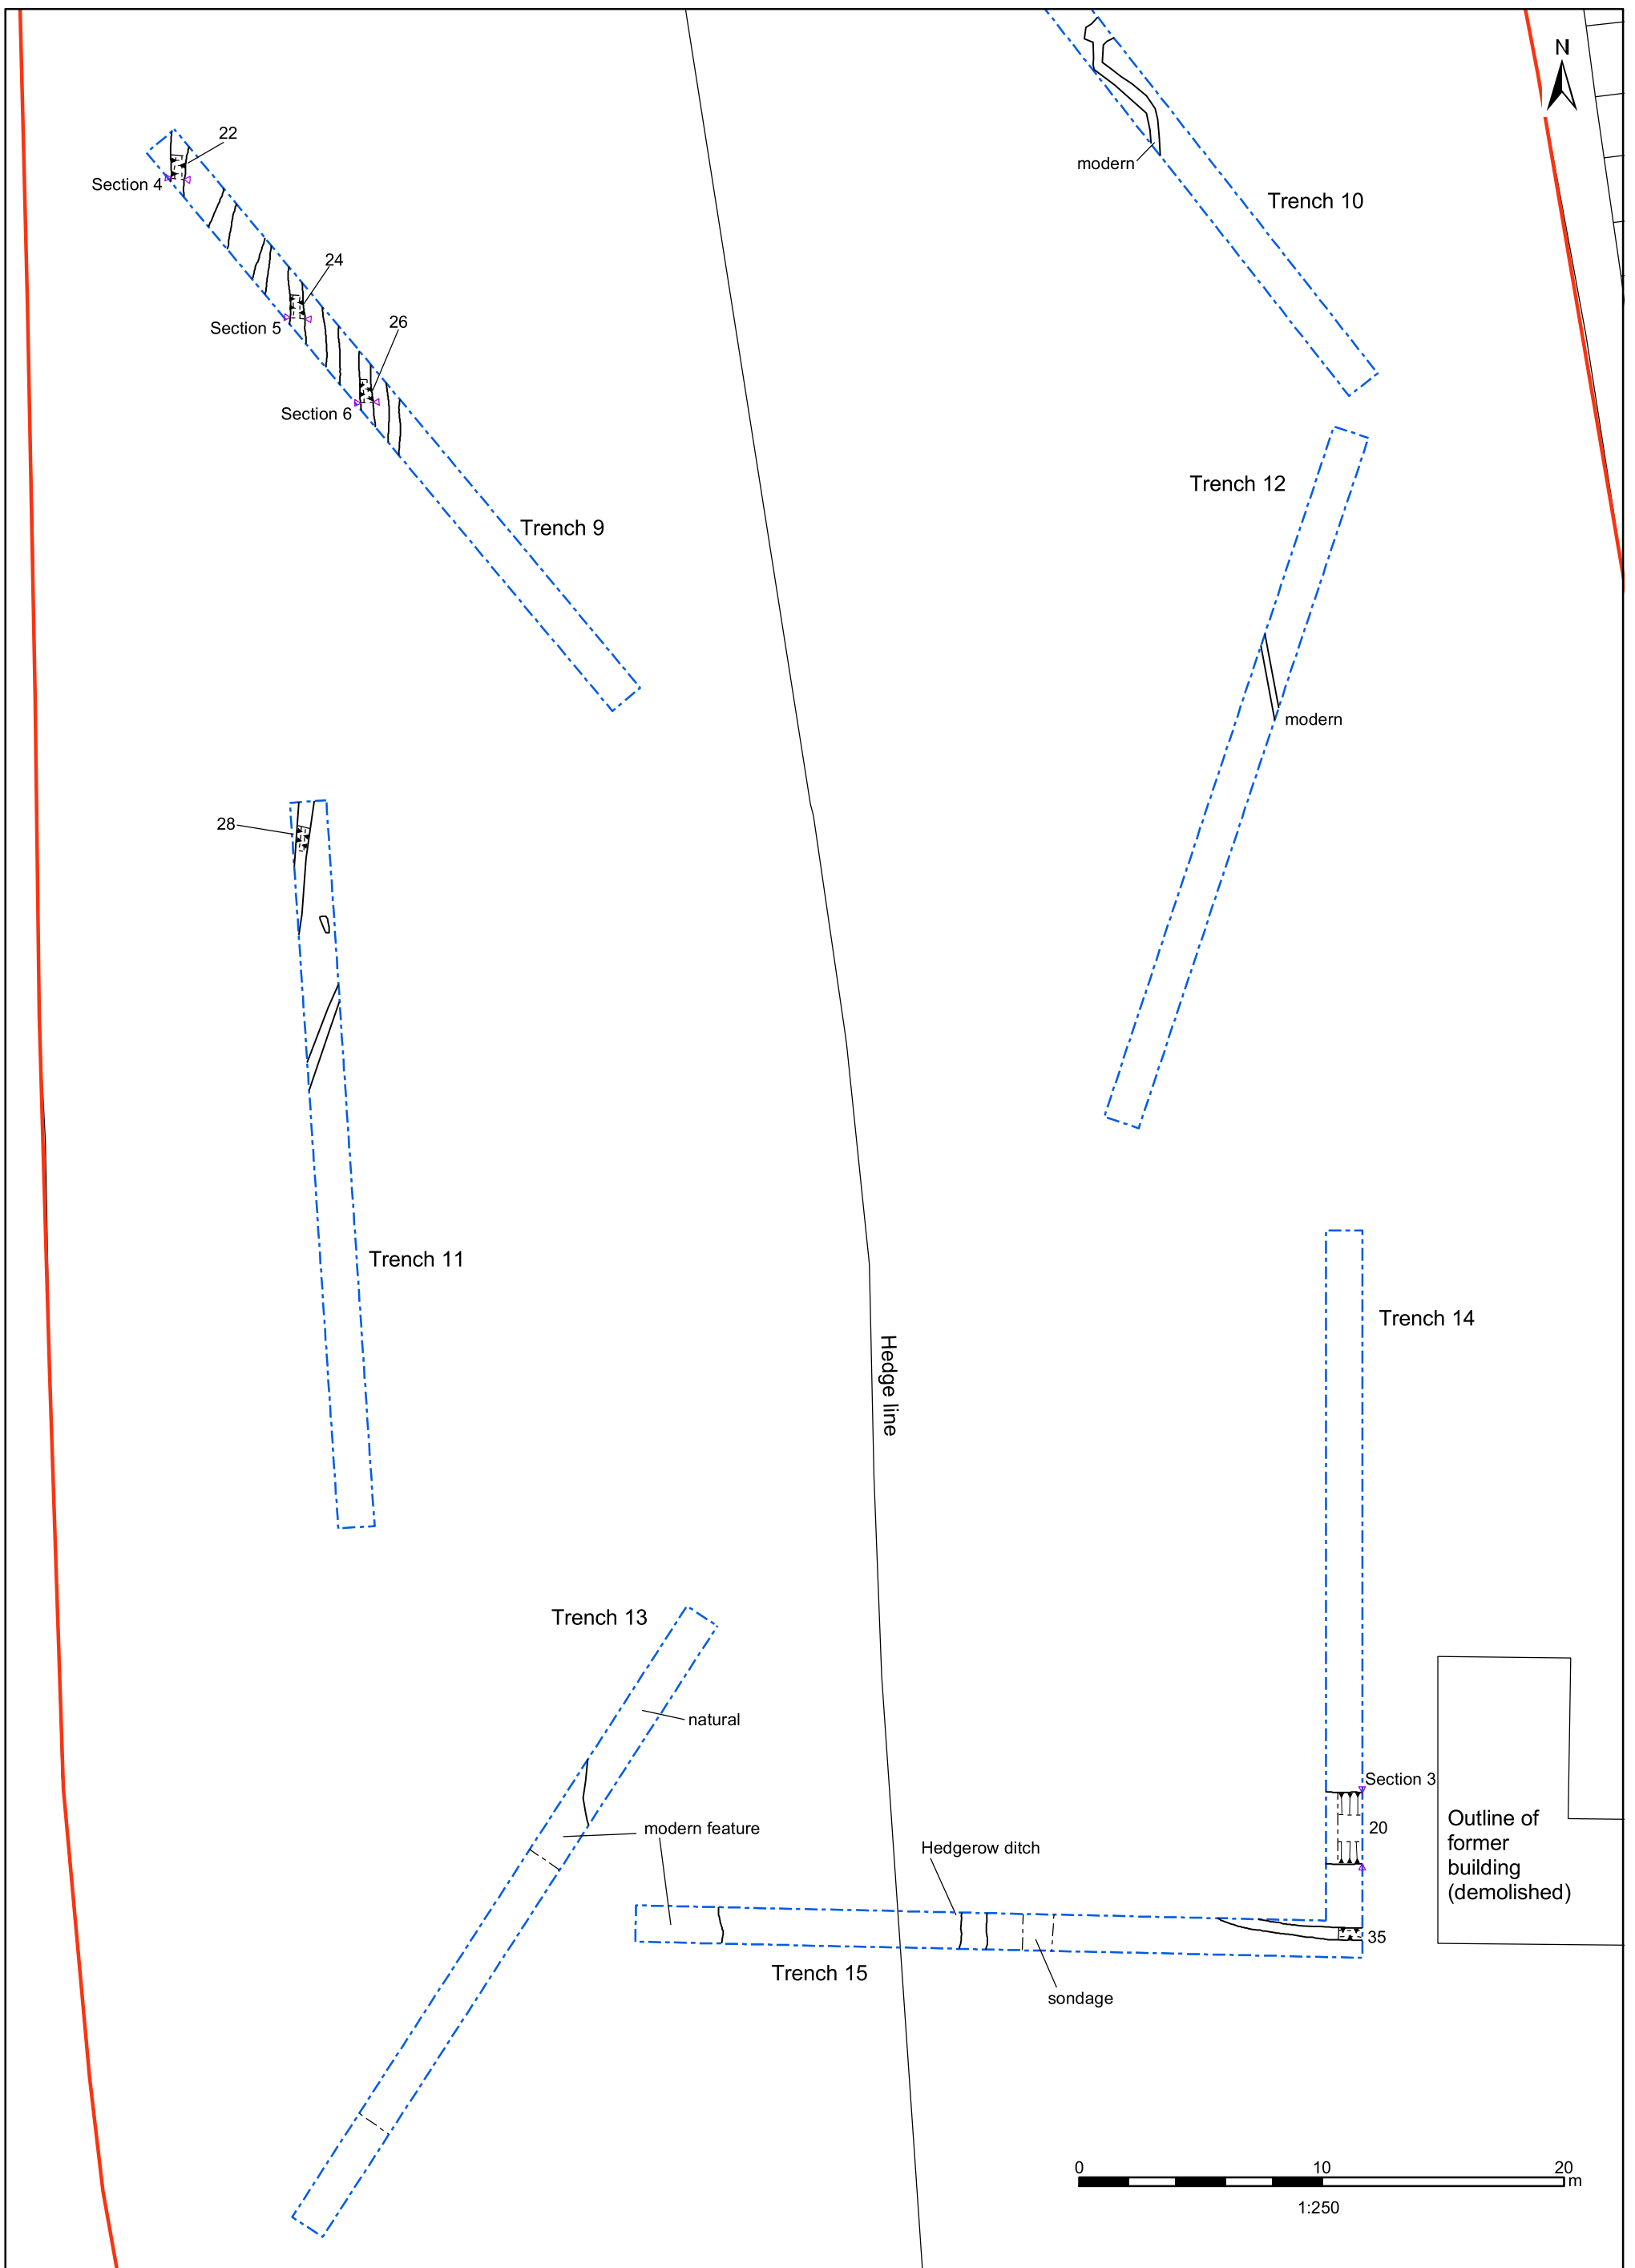 N
22
Section 4
modern
Trench 10
24
Section 5
26
Section 6
Trench 12
Trench 9
modern
28
Trench 11
Trench 14
Hedge line
Trench 13
natural
Section 3
20
modern feature
Outline of
former
building
(demolished)
Hedgerow ditch
35
Trench 15
sondage
0 10 20
m
1:250